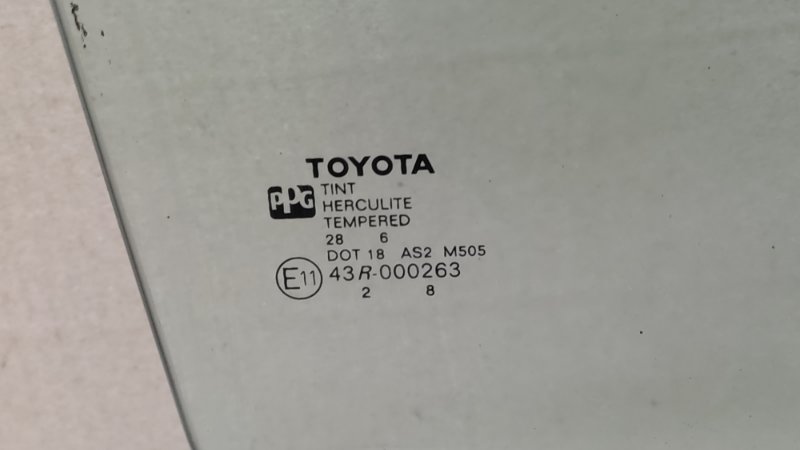 TOYOTA
PPG TINT
HERCULITE
TEMPERED
28 6
DOT 18 AS2 M505
E11 43R-000263
2 8